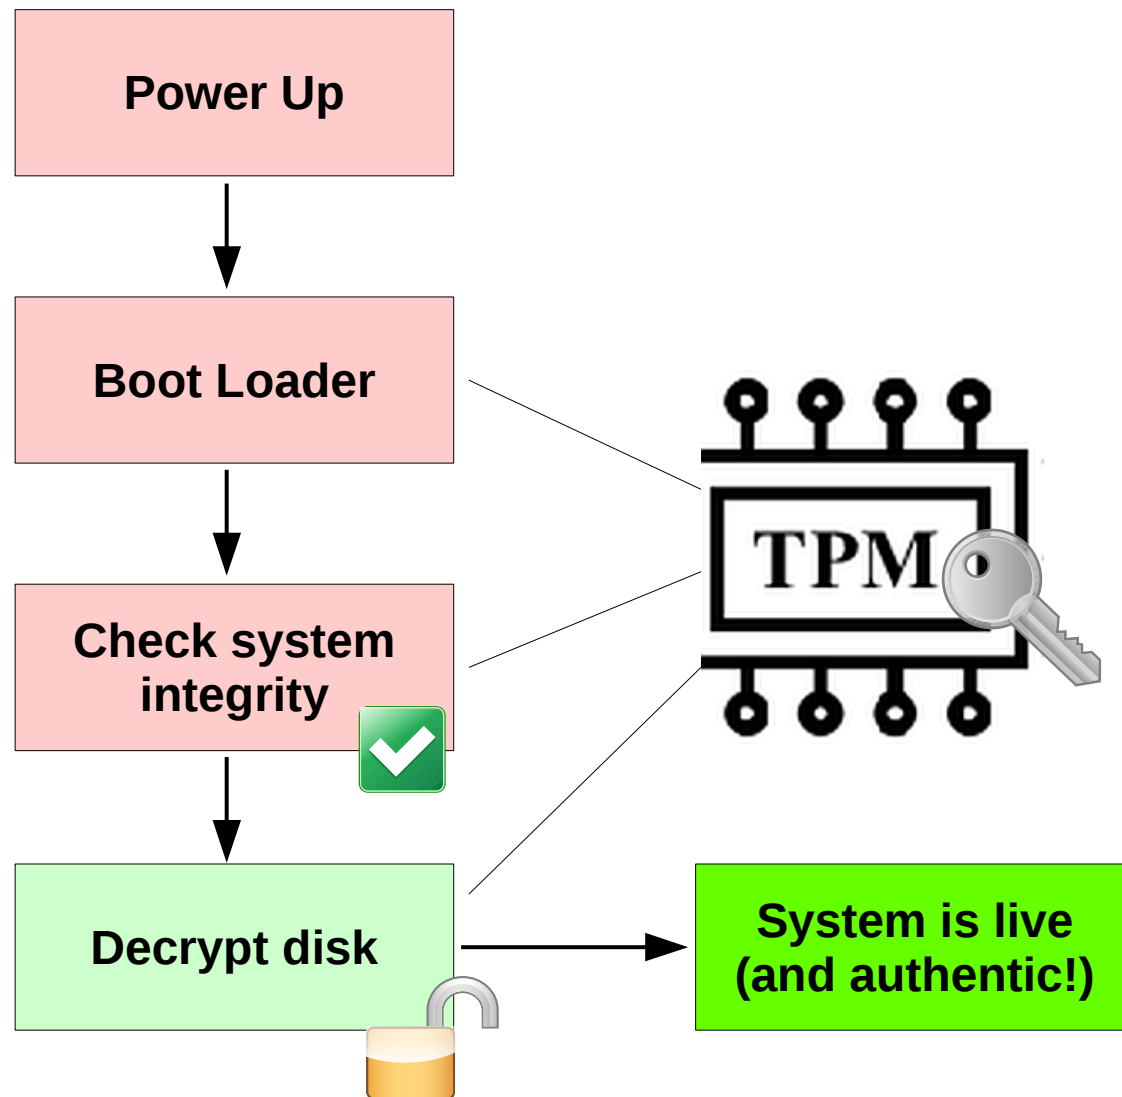 Power Up
Boot Loader
TPM
Check system
integrity
Decrypt disk
System is live
(and authentic!)